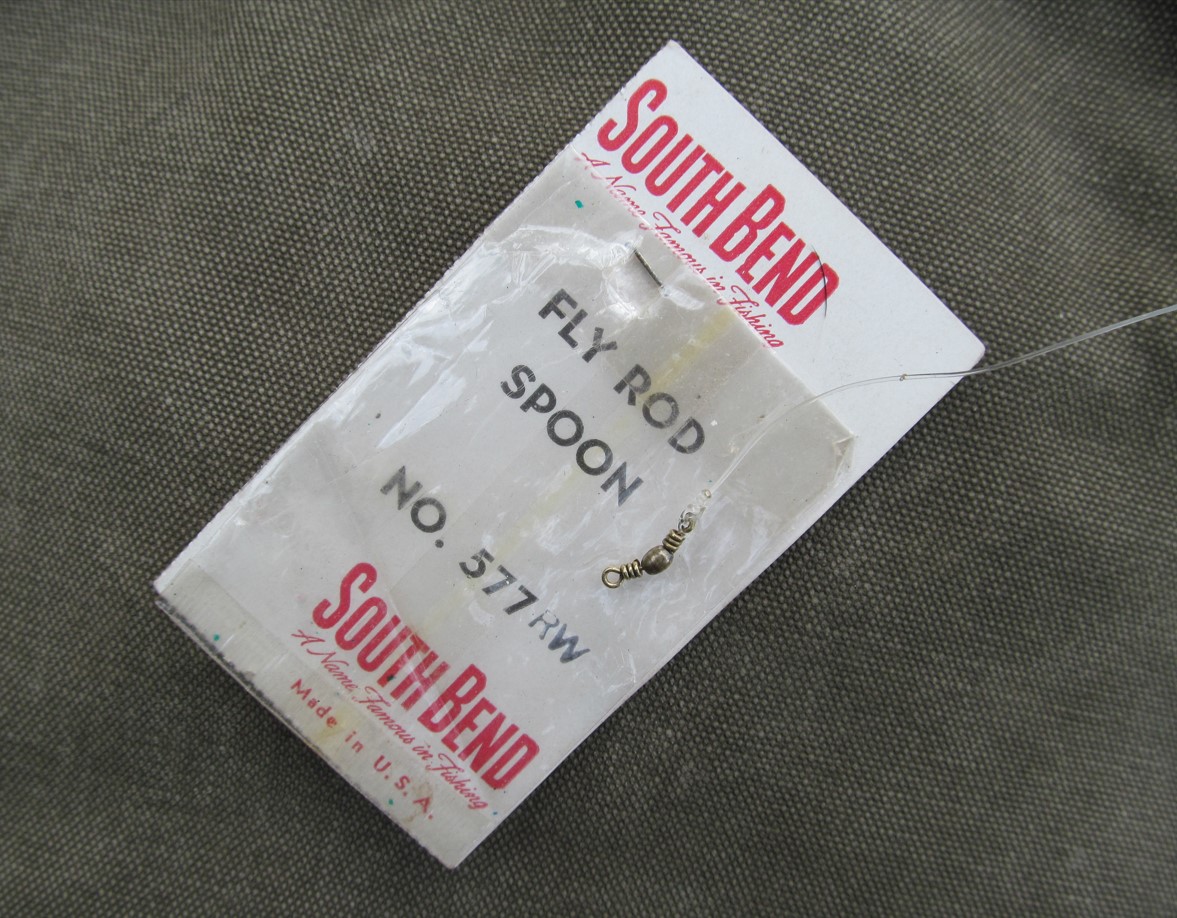 SOUTH BEND
A Name Famous in Fishing
FLY ROD
SPOON
NO. 577RW
SOUTH BEND
A Name Famous in Fishing
Made in U.S.A.